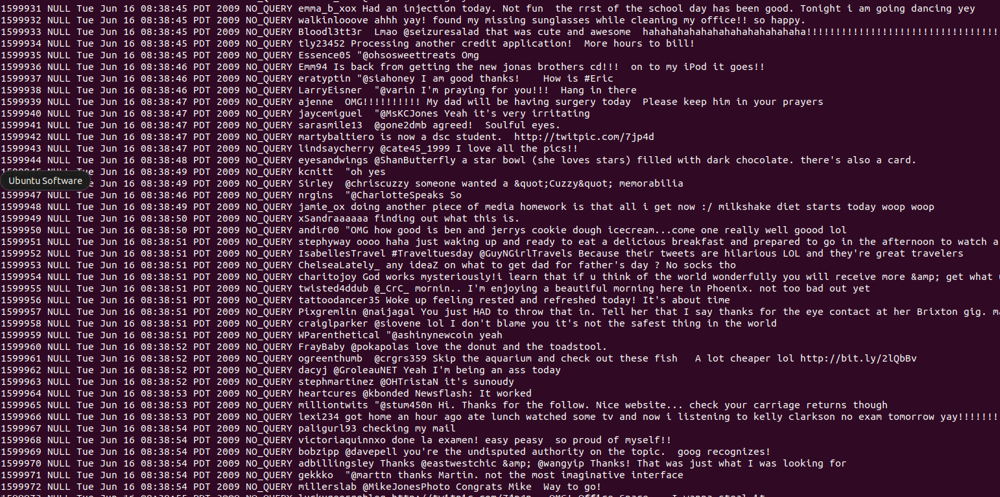 1599931 NULL Tue Jun 16 08:38:45 PDT 2009 NO_QUERY emma_b_xox Had an injection today. Not fun  the rrst of the school day has been good. Tonight i am going dancing yey
1599932 NULL Tue Jun 16 08:38:45 PDT 2009 NO_QUERY walkinlooove ahhh yay! found my missing sunglasses while cleaning my office!! so happy.
1599933 NULL Tue Jun 16 08:38:45 PDT 2009 NO_QUERY Bloodl3tt3r  Lmao @seizuresalad that was cute and awesome  hahahahahahahahahahahahahaha!!!!!!!!!!!!!!!!!!!!!!!!!!!!!!!!!
1599934 NULL Tue Jun 16 08:38:45 PDT 2009 NO_QUERY tly23452 Processing another credit application!  More hours to bill!
1599935 NULL Tue Jun 16 08:38:45 PDT 2009 NO_QUERY Essence05 "@ohsosweettreats Omg
1599936 NULL Tue Jun 16 08:38:46 PDT 2009 NO_QUERY Emm94 Is back from getting the new jonas brothers cd!!!  on to my iPod it goes!!
1599937 NULL Tue Jun 16 08:38:46 PDT 2009 NO_QUERY eratyptin "@siahoney I am good thanks!    How is #Eric
1599938 NULL Tue Jun 16 08:38:46 PDT 2009 NO_QUERY LarryEisner  "@varin I'm praying for you!!!  Hang in there
1599939 NULL Tue Jun 16 08:38:47 PDT 2009 NO_QUERY ajenne  OMG!!!!!!!!!! My dad will be having surgery today  Please keep him in your prayers
1599940 NULL Tue Jun 16 08:38:47 PDT 2009 NO_QUERY jaycemiguel  "@MsKCJones Yeah it's very irritating
1599941 NULL Tue Jun 16 08:38:47 PDT 2009 NO_QUERY sarasmile13  @gone2dmb agreed!  Soulful eyes.
1599942 NULL Tue Jun 16 08:38:47 PDT 2009 NO_QUERY martybaltiero is now a dsc student.  http://twitpic.com/7jp4d
1599943 NULL Tue Jun 16 08:38:47 PDT 2009 NO_QUERY lindsaycherry @cate45_1999 I love all the pics!!
1599944 NULL Tue Jun 16 08:38:48 PDT 2009 NO_QUERY eyesandwings @ShanButterfly a star bowl (she loves stars) filled with dark chocolate. there's also a card.
Tue Jun 16 08:38:49 PDT 2009 NO_QUERY kcnitt  "oh yes
Ubuntu Software
Jun 16 08:38:49 PDT 2009 NO_QUERY Sirley  @chriscuzzy someone wanted a &quot;Cuzzy&quot; memorabilia
1599947 NULL Tue Jun 16 08:38:46 PDT 2009 NO_QUERY nrgins  "@CharlotteSpeaks So
1599948 NULL Tue Jun 16 08:38:49 PDT 2009 NO_QUERY jamie_ox doing another piece of media homework is that all i get now :/ milkshake diet starts today woop woop
1599949 NULL Tue Jun 16 08:38:50 PDT 2009 NO_QUERY xSandraaaaaa finding out what this is.
1599950 NULL Tue Jun 16 08:38:50 PDT 2009 NO_QUERY andir00 "OMG how good is ben and jerrys cookie dough icecream...come one really well goood lol
1599951 NULL Tue Jun 16 08:38:51 PDT 2009 NO_QUERY stephyway oooo haha just waking up and ready to eat a delicious breakfast and prepared to go in the afternoon to watch a
1599952 NULL Tue Jun 16 08:38:51 PDT 2009 NO_QUERY IsabellesTravel #Traveltuesday @GuyNGirlTravels Because their tweets are hilarious LOL and they're great travelers
1599953 NULL Tue Jun 16 08:38:51 PDT 2009 NO_QUERY ChelseaLately_ any ideaZ on what to get dad for father's day ? No socks tho
1599954 NULL Tue Jun 16 08:38:51 PDT 2009 NO_QUERY charitojoy God works mysteriously!i learn that if u think of the world wonderfully you will receive more &amp; get what
1599955 NULL Tue Jun 16 08:38:51 PDT 2009 NO_QUERY twisted4ddub @_CrC_ mornin.. I'm enjoying a beautiful morning here in Phoenix. not too bad out yet
1599956 NULL Tue Jun 16 08:38:51 PDT 2009 NO_QUERY tattoodancer35 Woke up feeling rested and refreshed today! It's about time
1599957 NULL Tue Jun 16 08:38:51 PDT 2009 NO_QUERY Pixgremlin @naijagal You just HAD to throw that in. Tell her that I say thanks for the eye contact at her Brixton gig.
1599958 NULL Tue Jun 16 08:38:51 PDT 2009 NO_QUERY craiglparker @siovene lol I don't blame you it's not the safest thing in the world
1599959 NULL Tue Jun 16 08:38:51 PDT 2009 NO_QUERY WParenthetical "@ashinynewcoin yeah
1599960 NULL Tue Jun 16 08:38:52 PDT 2009 NO_QUERY FrayBaby @pokapolas love the donut and the toadstool.
1599961 NULL Tue Jun 16 08:38:52 PDT 2009 NO_QUERY ogreenthumb  @crgrs359 Skip the aquarium and check out these fish   A lot cheaper lol http://bit.ly/2lQbBv
1599962 NULL Tue Jun 16 08:38:52 PDT 2009 NO_QUERY dacyj @GroleauNET Yeah I'm being an ass today
1599963 NULL Tue Jun 16 08:38:52 PDT 2009 NO_QUERY stephmartinez @OHTristaN it's sunoudy
1599964 NULL Tue Jun 16 08:38:53 PDT 2009 NO_QUERY heartcures @kbonded Newsflash: It worked
1599965 NULL Tue Jun 16 08:38:53 PDT 2009 NO_QUERY milliontwits "@stum450n Hi. Thanks for the follow. Nice website... check your carriage returns though
1599966 NULL Tue Jun 16 08:38:53 PDT 2009 NO_QUERY lexi234 got home an hour ago ate lunch watched some tv and now i listening to kelly clarkson no exam tomorrow yay!!!!!!!
1599967 NULL Tue Jun 16 08:38:54 PDT 2009 NO_QUERY paligurl93 checking my mail
1599968 NULL Tue Jun 16 08:38:54 PDT 2009 NO_QUERY victoriaquinnxo done la examen! easy peasy  so proud of myself!!
1599969 NULL Tue Jun 16 08:38:54 PDT 2009 NO_QUERY bobzipp @davepell you're the undisputed authority on the topic.  goog recognizes!
1599970 NULL Tue Jun 16 08:38:54 PDT 2009 NO_QUERY adbillingsley Thanks @eastwestchic &amp; @wangyip Thanks! That was just what I was looking for
1599971 NULL Tue Jun 16 08:38:54 PDT 2009 NO_QUERY gekkko  "@marttn thanks Martin. not the most imaginative interface
1599972 NULL Tue Jun 16 08:38:54 PDT 2009 NO_QUERY millerslab @MikeJonesPhoto Congrats Mike  Way to go!